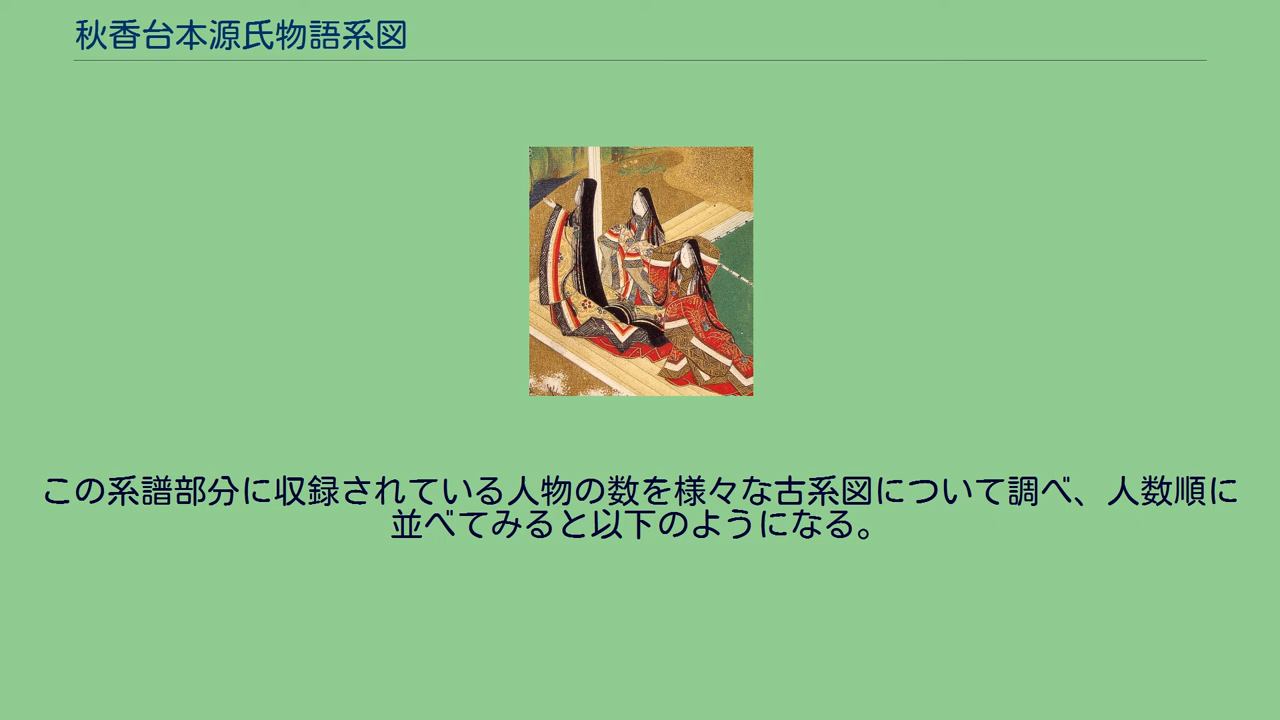 秋香台本源氏物語系図
この系譜部分に収録されている人物の数を様々な古系図について調べ、人数順に
並べてみると以下のようになる。